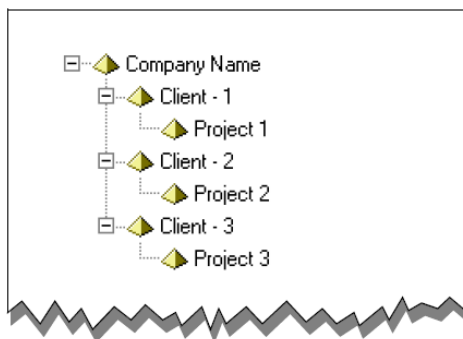 Company Name
Client - 1
Project 1
Client - 2
Project 2
Client - 3
Project 3